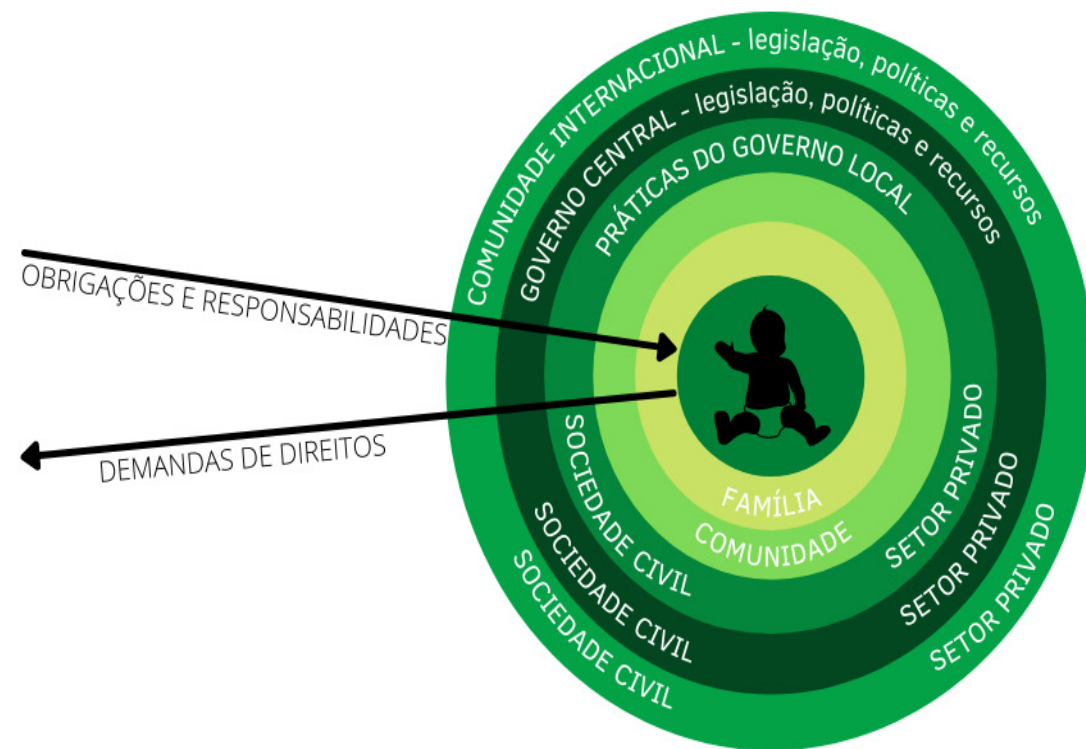 COMUNIDADE INTERNACIONAL - legislação, políticas e recursos
GOVERNO CENTRAL - legislação, políticas e recursos
PRÁTICAS DO GOVERNO LOCAL
OBRIGAÇÕES E RESPONSABILIDADES
DEMANDAS DE DIREITOS
FAMÍLIA
COMUNIDADE
SOCIEDADE CIVIL
SETOR PRIVADO
SOCIEDADE CIVIL
SETOR PRIVADO
SOCIEDADE CIVIL
SETOR PRIVADO